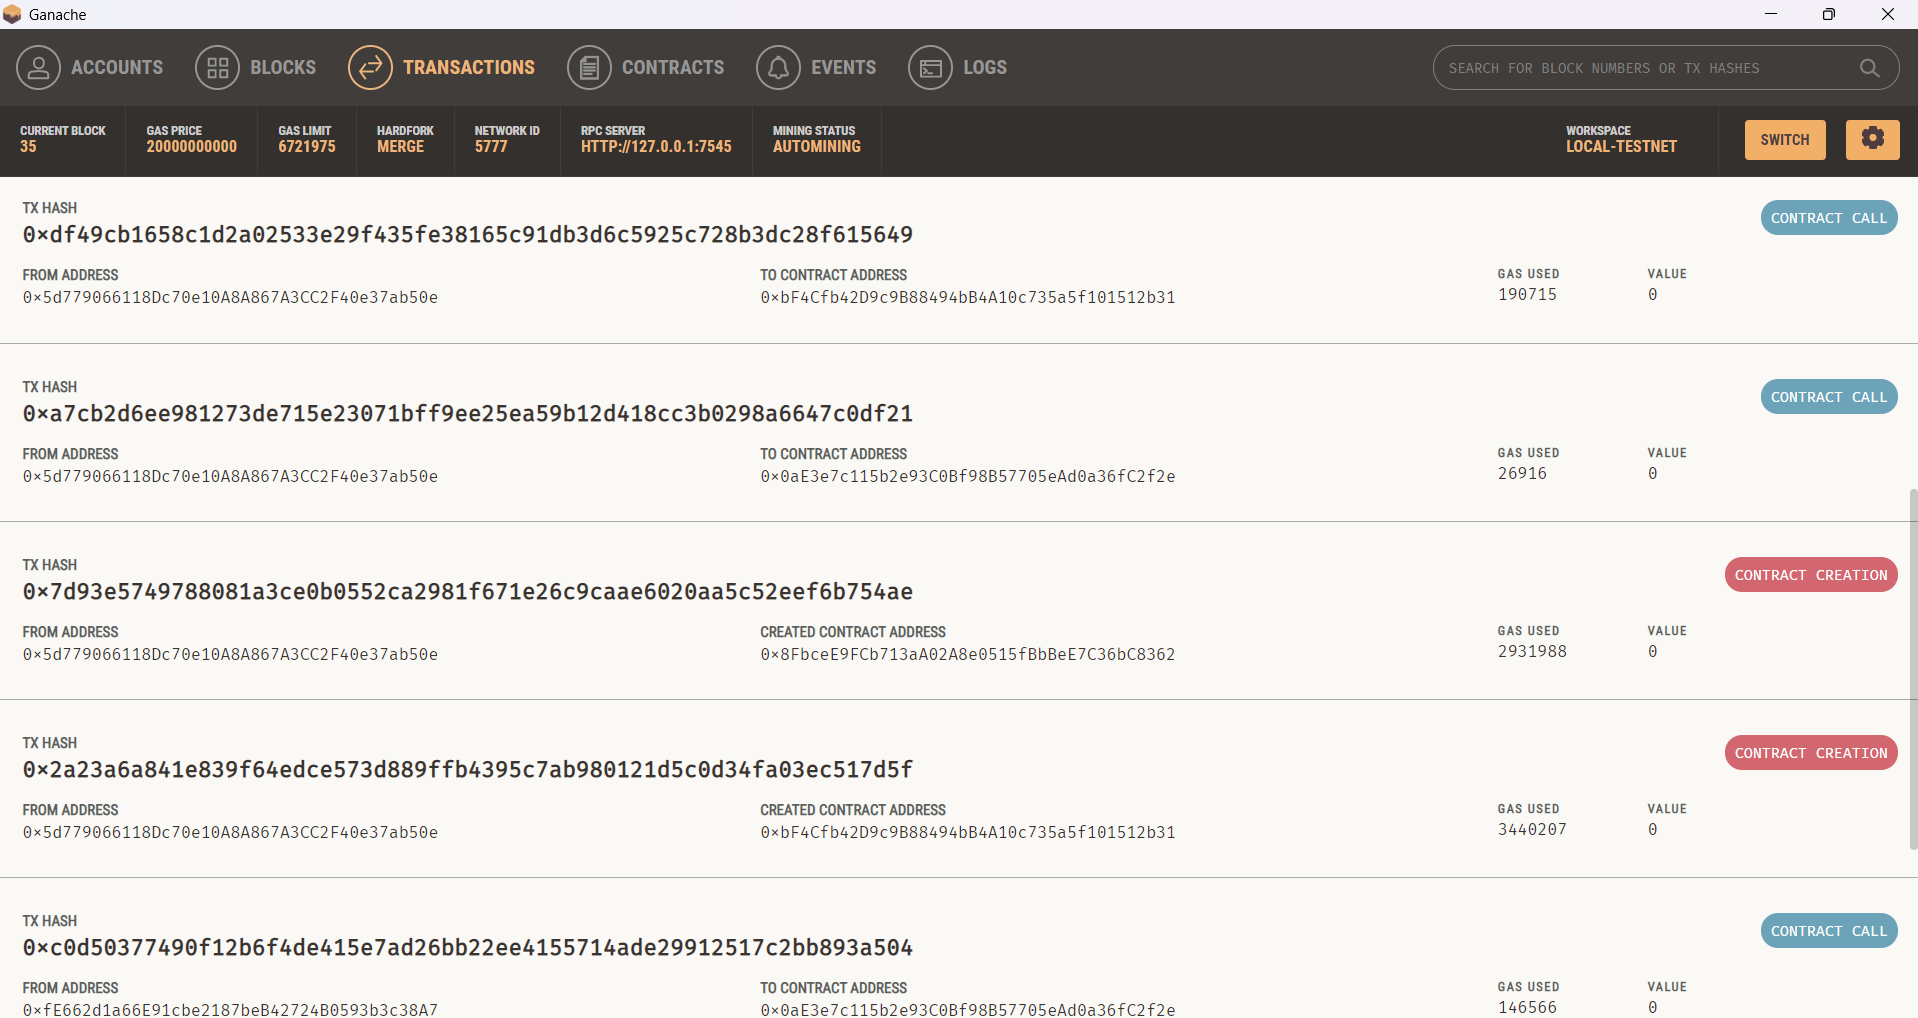 Ganache
ACCOUNTS BLOCKS TRANSACTIONS CONTRACTS EVENTS LOGS SEARCH FOR BLOCK NUMBERS OR TX HASHES
CURRENT BLOCK GAS PRICE GAS LIMIT HARDFORK NETWORK ID RPC SERVER MINING STATUS WORKSPACE
35 20000000000 6721975 MERGE 5777 HTTP://127.0.0.1:7545 AUTOMINING LOCAL-TESTNET SWITCH
TX HASH
0×df49cb1658c1d2a02533e29f435fe38165c91db3d6c5925c728b3dc28f615649 CONTRACT CALL
FROM ADDRESS TO CONTRACT ADDRESS GAS USED VALUE
0×5d779066118Dc70e10A8A867A3CC2F40e37ab50e 0×bF4Cfb42D9c9B88494bB4A10c735a5f101512b31 190715 0
TX HASH
0×a7cb2d6ee981273de715e23071bff9ee25ea59b12d418cc3b0298a6647c0df21 CONTRACT CALL
FROM ADDRESS TO CONTRACT ADDRESS GAS USED VALUE
0×5d779066118Dc70e10A8A867A3CC2F40e37ab50e 0×0aE3e7c115b2e93C0Bf98B57705eAd0a36fC2f2e 26916 0
TX HASH
0×7d93e5749788081a3ce0b0552ca2981f671e26c9caae6020aa5c52eef6b754ae CONTRACT CREATION
FROM ADDRESS CREATED CONTRACT ADDRESS GAS USED VALUE
0×5d779066118Dc70e10A8A867A3CC2F40e37ab50e 0×8FbceE9FCb713aA02A8e0515fBbBeE7C36bC8362 2931988 0
TX HASH
0×2a23a6a841e839f64edce573d889ffb4395c7ab980121d5c0d34fa03ec517d5f CONTRACT CREATION
FROM ADDRESS CREATED CONTRACT ADDRESS GAS USED VALUE
0×5d779066118Dc70e10A8A867A3CC2F40e37ab50e 0×bF4Cfb42D9c9B88494bB4A10c735a5f101512b31 3440207 0
TX HASH
0×c0d50377490f12b6f4de415e7ad26bb22ee4155714ade29912517c2bb893a504 CONTRACT CALL
FROM ADDRESS TO CONTRACT ADDRESS GAS USED VALUE
0×fE662d1a66E91cbe2187beB42724B0593b3c38A7 0×0aE3e7c115b2e93C0Bf98B57705eAd0a36fC2f2e 146566 0